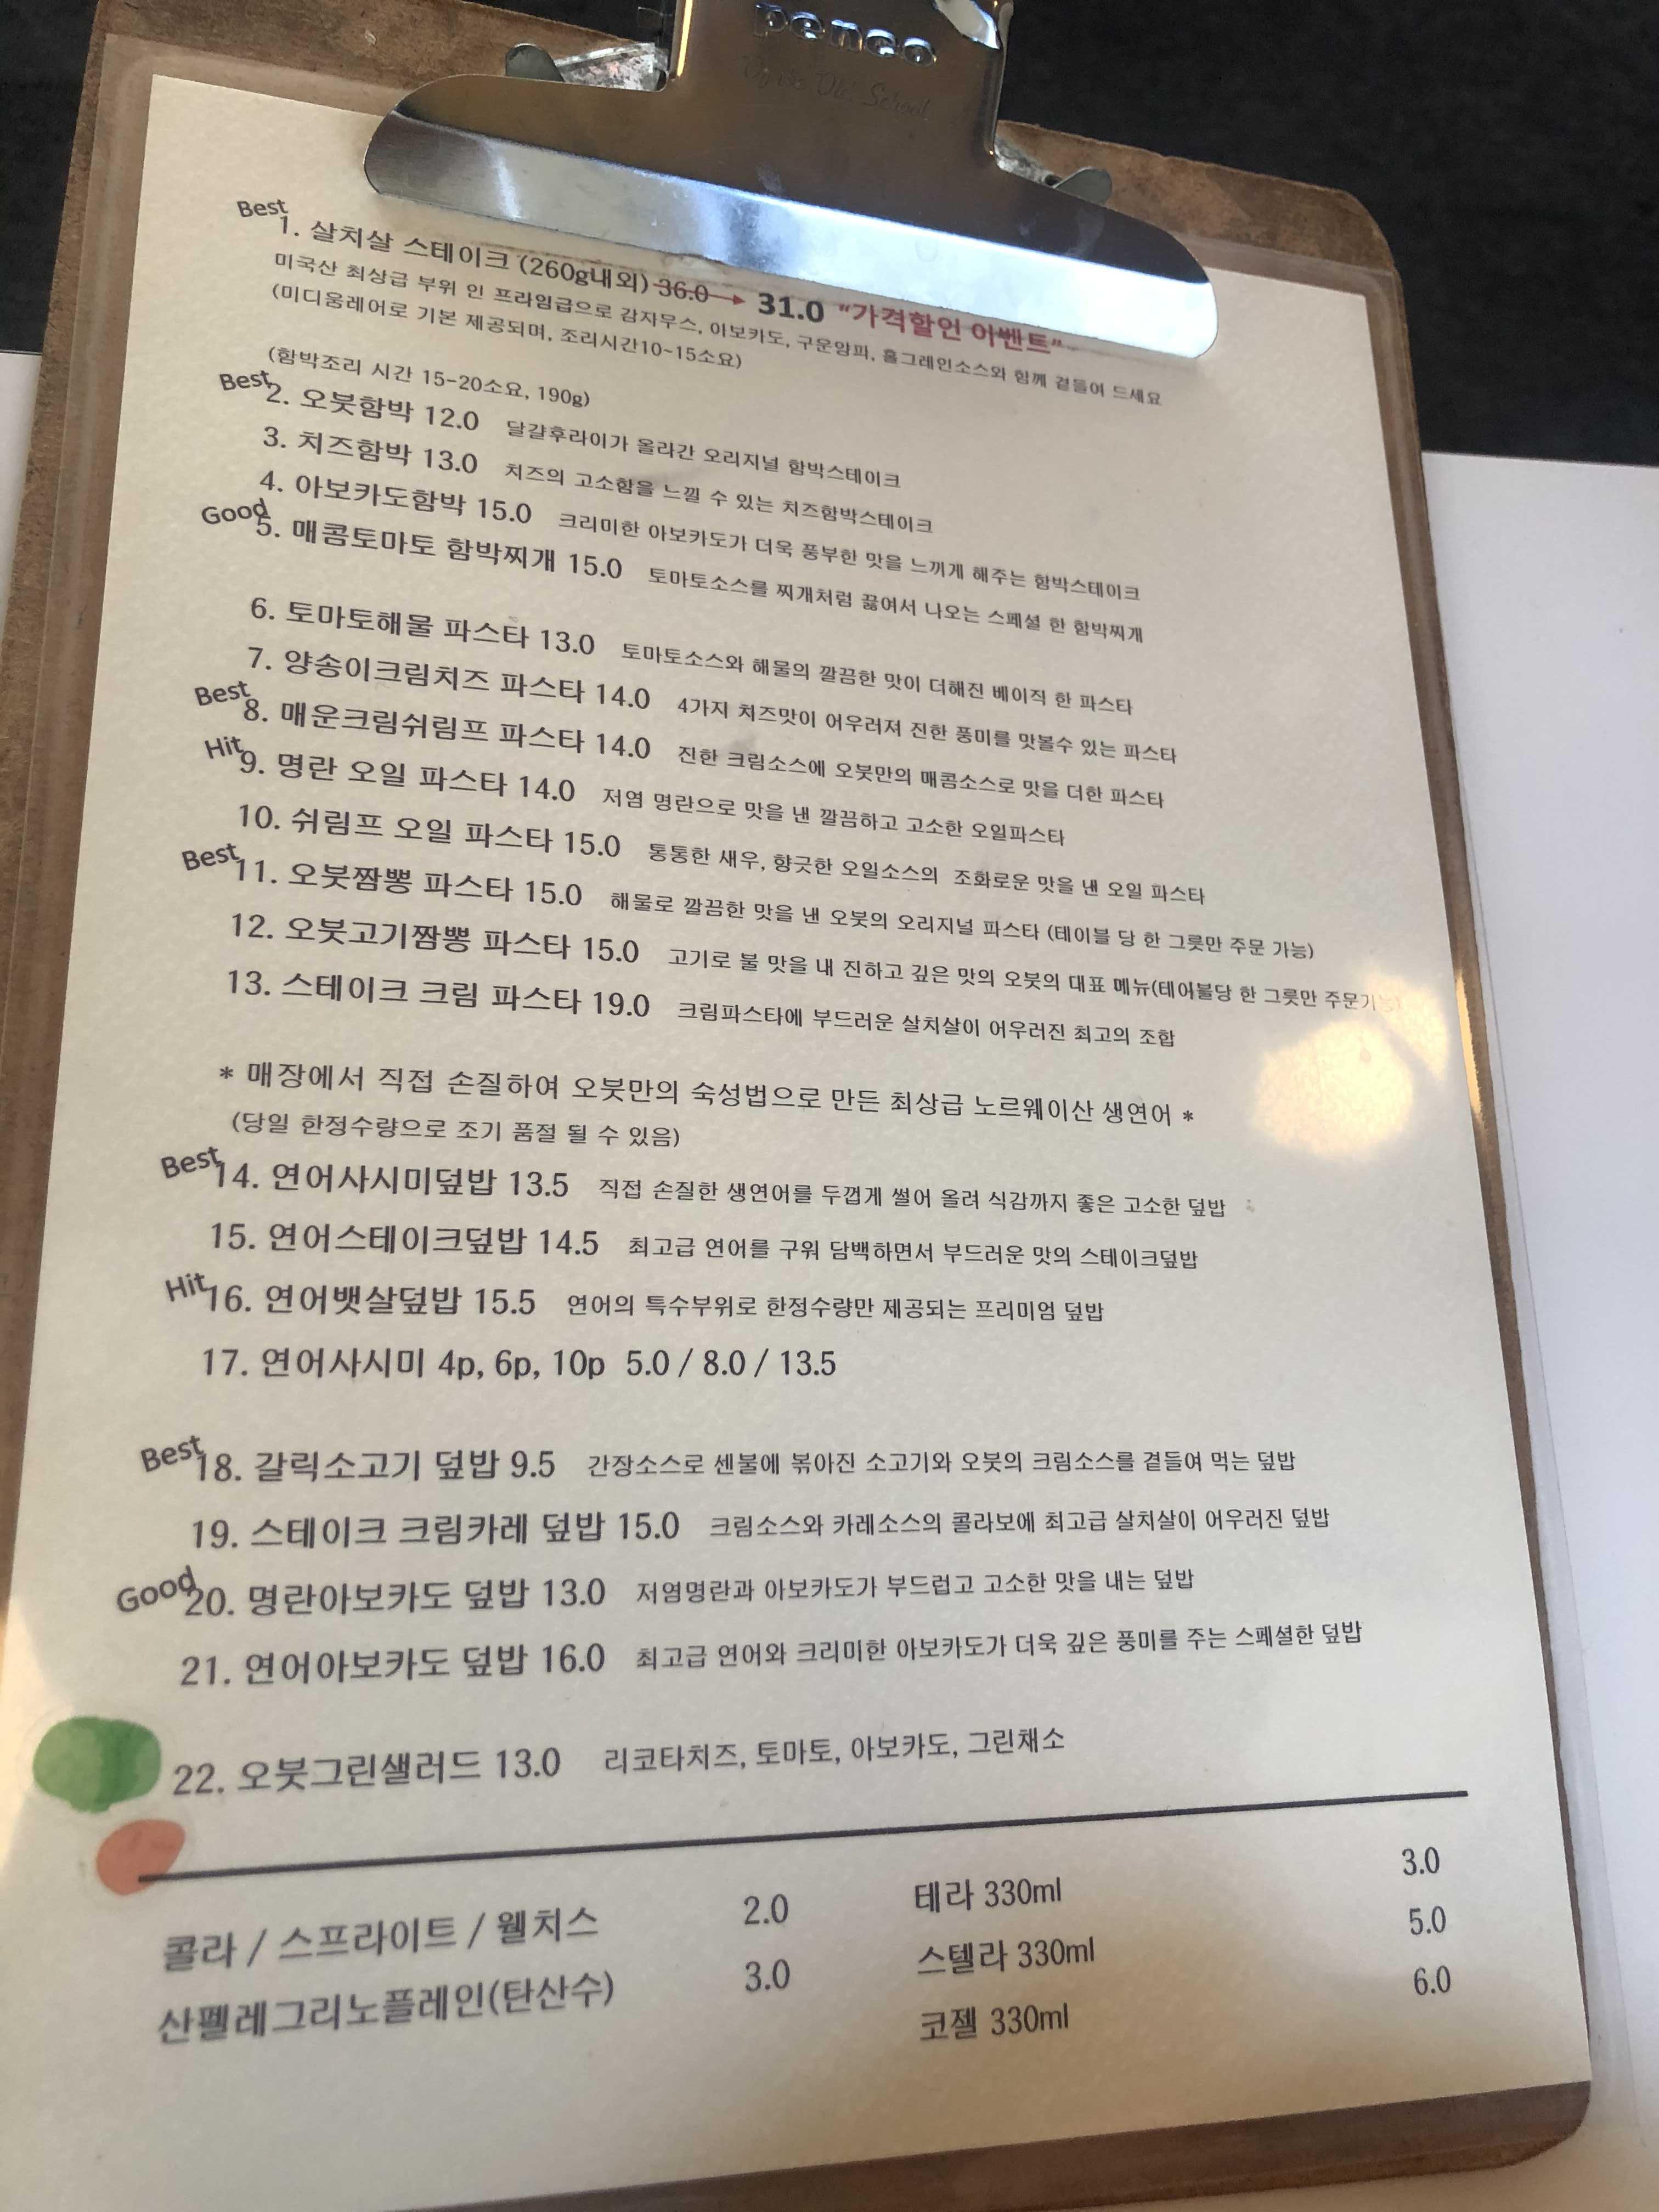 penco
Old School
Best
1. 살치살 스테이크 (260g내외) 36.0 → 31.0 "가격할인 이벤트"
미국산 최상급 부위 인 프라임급으로 감자무스, 아보카도, 구운양파, 홀그레인소스와 함께 곁들여 드세요
(미디움레어로 기본 제공되며, 조리시간10~15소요)
(함박조리 시간 15-20소요, 190g)
Best
2. 오붓함박 12.0 달걀후라이가 올라간 오리지널 함박스테이크
3. 치즈함박 13.0 치즈의 고소함을 느낄 수 있는 치즈함박스테이크
4. 아보카도함박 15.0 크리미한 아보카도가 더욱 풍부한 맛을 느끼게 해주는 함박스테이크
Good
5. 매콤토마토 함박찌개 15.0 토마토소스를 찌개처럼 끓여서 나오는 스페셜 한 함박찌개
6. 토마토해물 파스타 13.0 토마토소스와 해물의 깔끔한 맛이 더해진 베이직 한 파스타
7. 양송이크림치즈 파스타 14.0 4가지 치즈맛이 어우러져 진한 풍미를 맛볼수 있는 파스타
Best
8. 매운크림쉬림프 파스타 14.0 진한 크림소스에 오붓만의 매콤소스로 맛을 더한 파스타
Hit
9. 명란 오일 파스타 14.0 저염 명란으로 맛을 낸 깔끔하고 고소한 오일파스타
10. 쉬림프 오일 파스타 15.0 통통한 새우, 향긋한 오일소스의 조화로운 맛을 낸 오일 파스타
Best
11. 오붓짬뽕 파스타 15.0 해물로 깔끔한 맛을 낸 오붓의 오리지널 파스타 (테이블 당 한 그릇만 주문 가능)
12. 오붓고기짬뽕 파스타 15.0 고기로 불 맛을 내 진하고 깊은 맛의 오붓의 대표 메뉴(테이블당 한 그릇만 주문가능)
13. 스테이크 크림 파스타 19.0 크림파스타에 부드러운 살치살이 어우러진 최고의 조합
* 매장에서 직접 손질하여 오붓만의 숙성법으로 만든 최상급 노르웨이산 생연어 *
(당일 한정수량으로 조기 품절 될 수 있음)
Best
14. 연어사시미덮밥 13.5 직접 손질한 생연어를 두껍게 썰어 올려 식감까지 좋은 고소한 덮밥
15. 연어스테이크덮밥 14.5 최고급 연어를 구워 담백하면서 부드러운 맛의 스테이크덮밥
Hit
16. 연어뱃살덮밥 15.5 연어의 특수부위로 한정수량만 제공되는 프리미엄 덮밥
17. 연어사시미 4p, 6p, 10p 5.0 / 8.0 / 13.5
Best
18. 갈릭소고기 덮밥 9.5 간장소스로 센불에 볶아진 소고기와 오붓의 크림소스를 곁들여 먹는 덮밥
19. 스테이크 크림카레 덮밥 15.0 크림소스와 카레소스의 콜라보에 최고급 살치살이 어우러진 덮밥
Good
20. 명란아보카도 덮밥 13.0 저염명란과 아보카도가 부드럽고 고소한 맛을 내는 덮밥
21. 연어아보카도 덮밥 16.0 최고급 연어와 크리미한 아보카도가 더욱 깊은 풍미를 주는 스페셜한 덮밥
22. 오붓그린샐러드 13.0 리코타치즈, 토마토, 아보카도, 그린채소
콜라 / 스프라이트 / 웰치스 2.0
산펠레그리노플레인(탄산수) 3.0
테라 330ml 3.0
스텔라 330ml 5.0
코젤 330ml 6.0